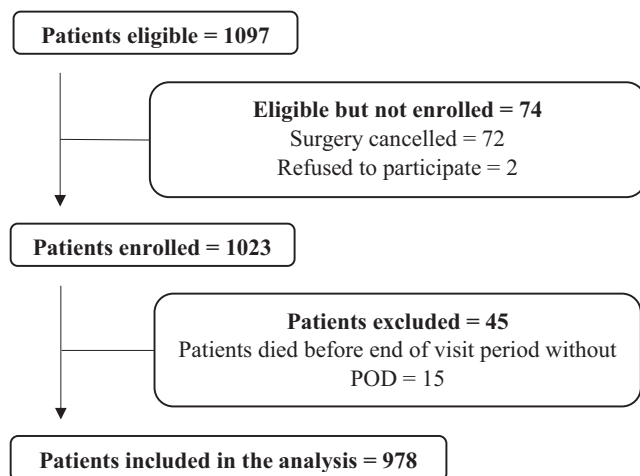 Patients eligible = 1097
Eligible but not enrolled = 74
Surgery cancelled = 72
Refused to participate = 2
Patients enrolled = 1023
Patients excluded = 45
Patients died before end of visit period without
POD = 15
Patients included in the analysis = 978